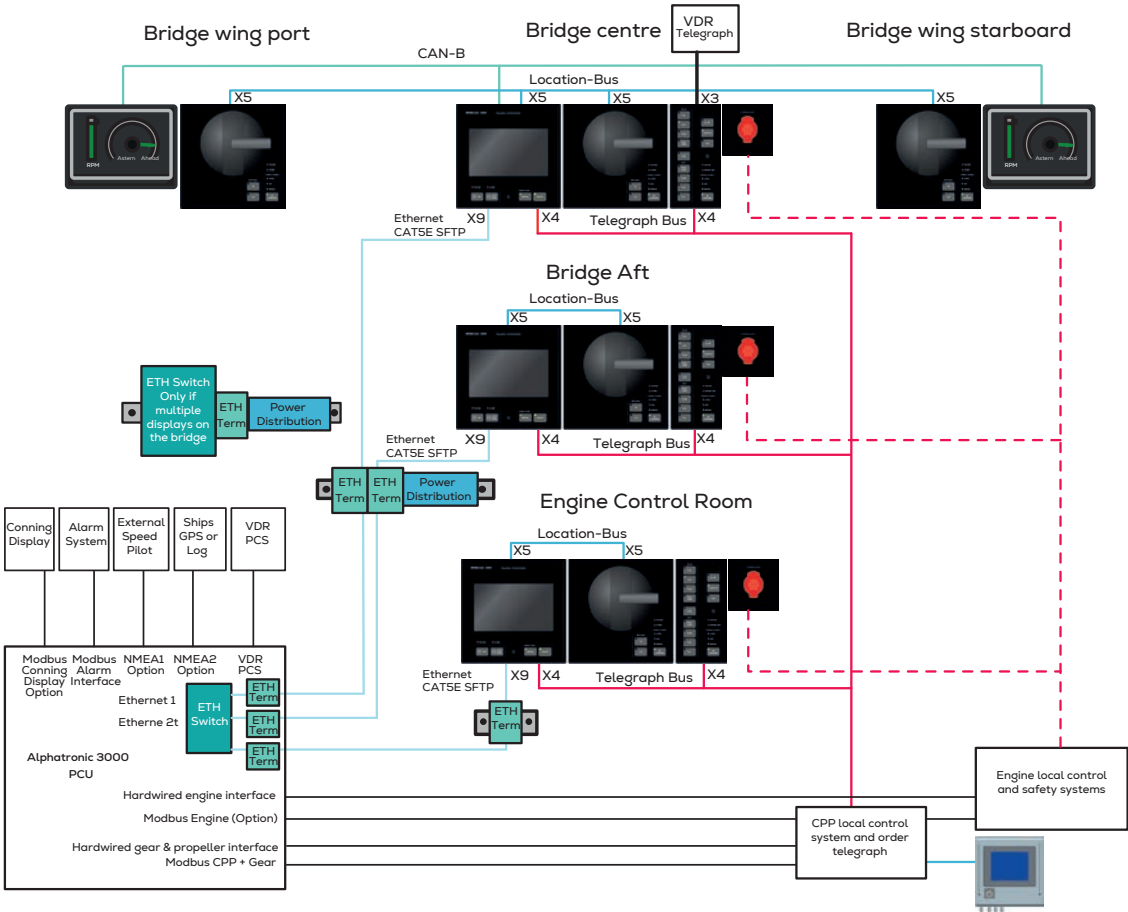 Bridge wing port
Bridge centre
VDR
Telegraph
Bridge wing starboard
CAN-B
Location-Bus
X5
X5
X5
X3
X5
RPM
Astern
Ahead
RPM
Astern
Ahead
Ethernet
CAT5E SFTP
X9
X4
Telegraph Bus
X4
Bridge Aft
Location-Bus
X5
X5
ETH Switch
Only if
multiple
displays on
the bridge
ETH
Term
Power
Distribution
Ethernet
CAT5E SFTP
X9
X4
Telegraph Bus
X4
ETH
Term
ETH
Term
Power
Distribution
Engine Control Room
Location-Bus
X5
X5
Conning
Display
Alarm
System
External
Speed
Pilot
Ships
GPS or
Log
VDR
PCS
Ethernet
CAT5E SFTP
X9
X4
Telegraph Bus
X4
ETH
Term
Modbus
Conning
Display
Option
Modbus
Alarm
Interface
NMEA1
Option
NMEA2
Option
VDR
PCS
Ethernet 1
Etherne 2t
ETH
Switch
ETH
Term
ETH
Term
ETH
Term
Alphatronic 3000
PCU
Hardwired engine interface
Modbus Engine (Option)
Hardwired gear & propeller interface
Modbus CPP + Gear
Engine local control
and safety systems
CPP local control
system and order
telegraph